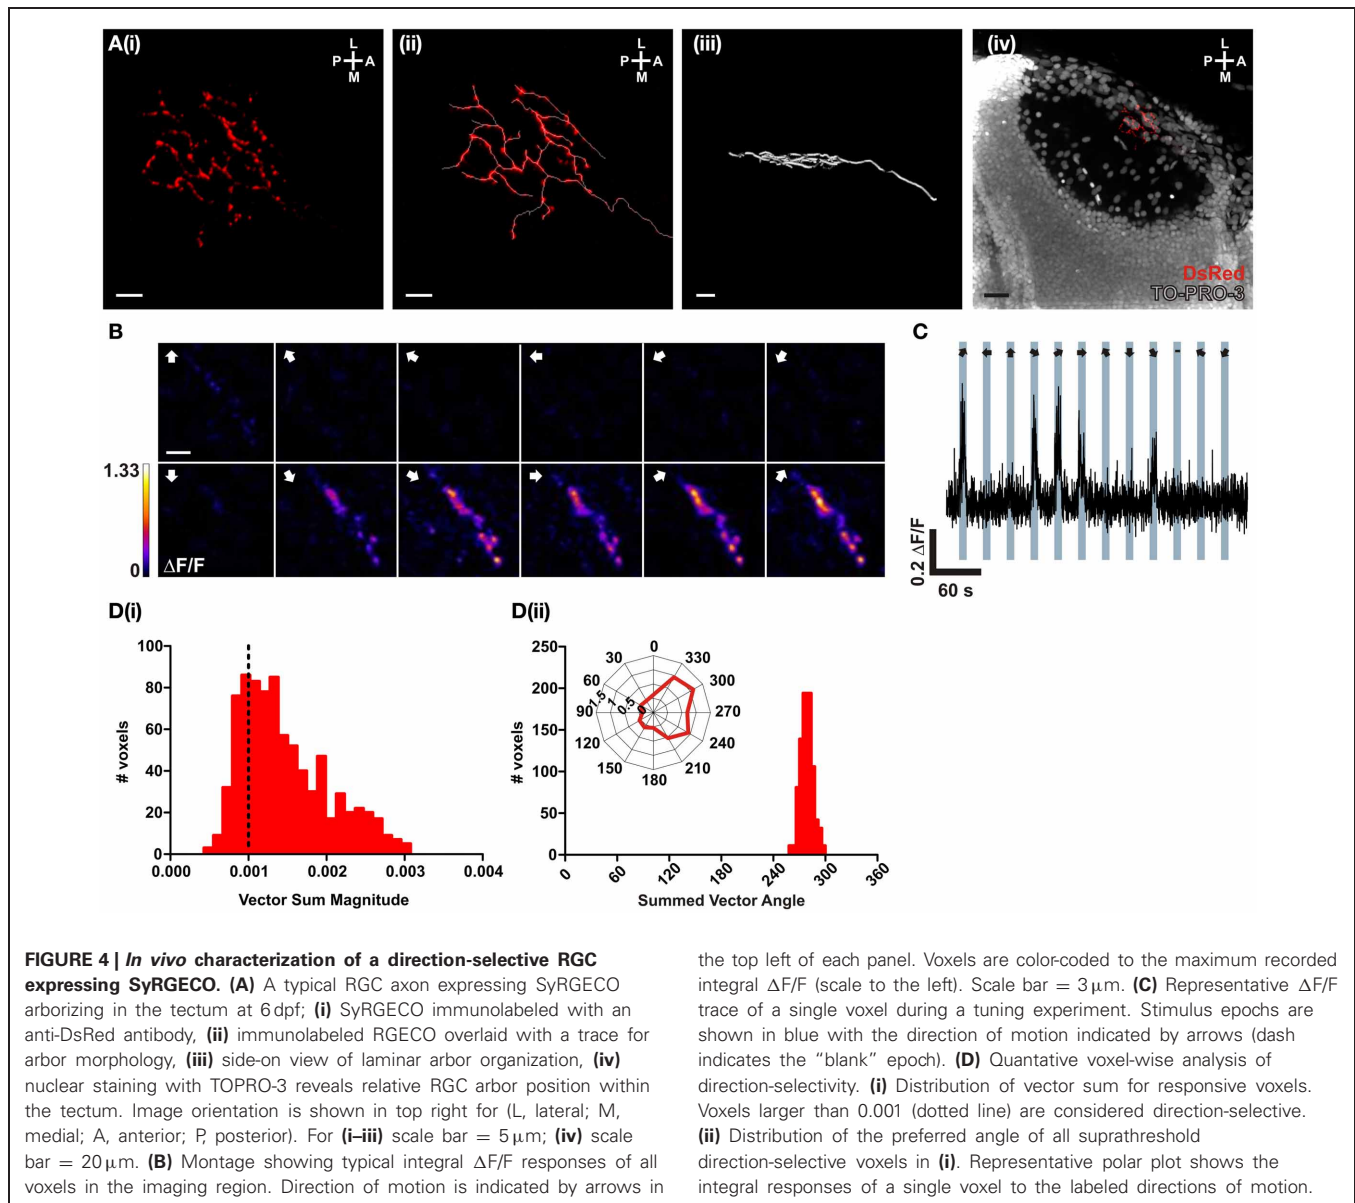 A(i)
L
P A
M
(ii)
L
P A
M
(iii)
(iv)
L
P A
M
DsRed
TO-PRO-3
B
1.33
0
ΔF/F
C
0.2 ΔF/F
60 s
D(i)
100
80
60
40
20
0
# voxels
0.000 0.001 0.002 0.003 0.004
Vector Sum Magnitude
D(ii)
250
200
150
100
50
0
# voxels
0 60 120 180 240 300 360
Summed Vector Angle
0
30 330
60 300
90 270
120 240
150 210
180
1.5 1 0.5 0
FIGURE 4 | In vivo characterization of a direction-selective RGC
expressing SyRGECO. (A) A typical RGC axon expressing SyRGECO
arborizing in the tectum at 6 dpf; (i) SyRGECO immunolabeled with an
anti-DsRed antibody, (ii) immunolabeled RGECO overlaid with a trace for
arbor morphology, (iii) side-on view of laminar arbor organization, (iv)
nuclear staining with TOPRO-3 reveals relative RGC arbor position within
the tectum. Image orientation is shown in top right for (L, lateral; M,
medial; A, anterior; P, posterior). For (i–iii) scale bar = 5 μm; (iv) scale
bar = 20 μm. (B) Montage showing typical integral ΔF/F responses of all
voxels in the imaging region. Direction of motion is indicated by arrows in
the top left of each panel. Voxels are color-coded to the maximum recorded
integral ΔF/F (scale to the left). Scale bar = 3 μm. (C) Representative ΔF/F
trace of a single voxel during a tuning experiment. Stimulus epochs are
shown in blue with the direction of motion indicated by arrows (dash
indicates the “blank” epoch). (D) Quantative voxel-wise analysis of
direction-selectivity. (i) Distribution of vector sum for responsive voxels.
Voxels larger than 0.001 (dotted line) are considered direction-selective.
(ii) Distribution of the preferred angle of all suprathreshold
direction-selective voxels in (i). Representative polar plot shows the
integral responses of a single voxel to the labeled directions of motion.